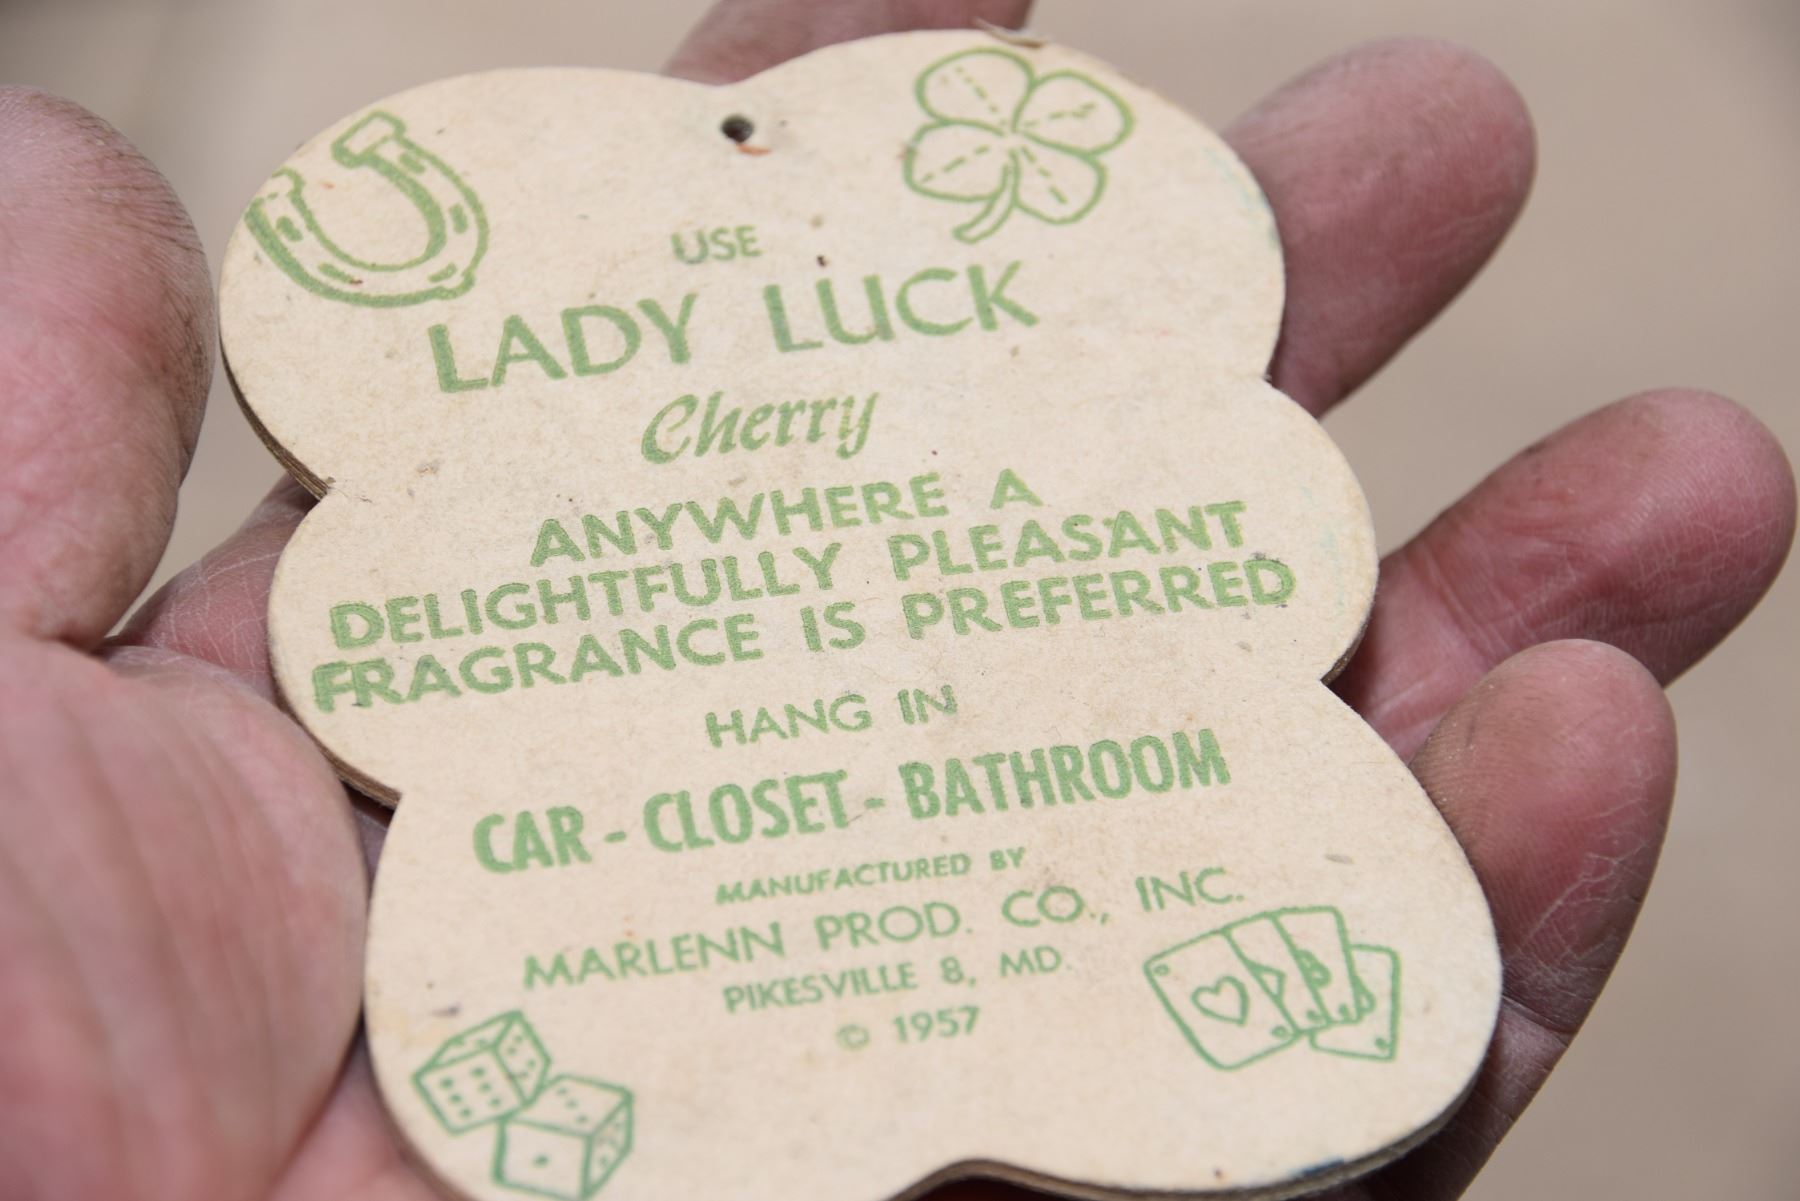 USE
LADY LUCK
Cherry
ANYWHERE A
DELIGHTFULLY PLEASANT
FRAGRANCE IS PREFERRED
HANG IN
CAR - CLOSET - BATHROOM
MANUFACTURED BY
MARLENN PROD. CO., INC.
PIKESVILLE 8, MD.
© 1957